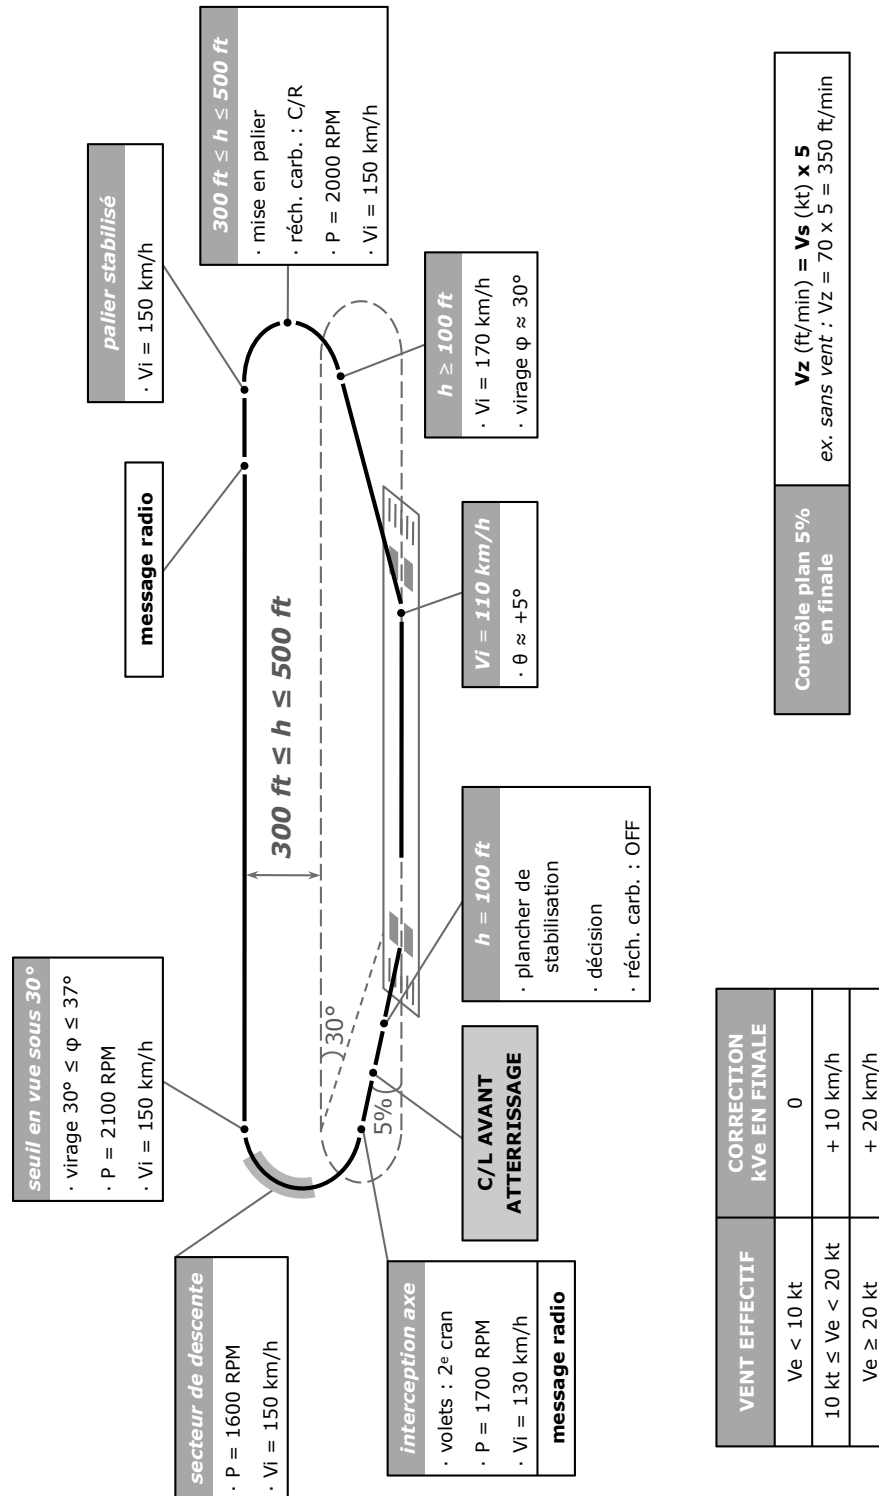 seuil en vue sous 30°
· virage 30° ≤ φ ≤ 37°
· P = 2100 RPM
· Vi = 150 km/h
message radio
palier stabilisé
· Vi = 150 km/h
300 ft ≤ h ≤ 500 ft
· mise en palier
· réch. carb. : C/R
· P = 2000 RPM
· Vi = 150 km/h
secteur de descente
· P = 1600 RPM
· Vi = 150 km/h
300 ft ≤ h ≤ 500 ft
30°
5%
interception axe
· volets : 2e cran
· P = 1700 RPM
· Vi = 130 km/h
message radio
C/L AVANT
ATTERRISSAGE
h = 100 ft
· plancher de
stabilisation
· décision
· réch. carb. : OFF
Vi = 110 km/h
· θ ≈ +5°
h ≥ 100 ft
· Vi = 170 km/h
· virage φ ≈ 30°
VENT EFFECTIF
CORRECTION
kVe EN FINALE
Ve < 10 kt
0
10 kt ≤ Ve < 20 kt
+ 10 km/h
Ve ≥ 20 kt
+ 20 km/h
Contrôle plan 5%
en finale
Vz (ft/min) = Vs (kt) x 5
ex. sans vent : Vz = 70 x 5 = 350 ft/min